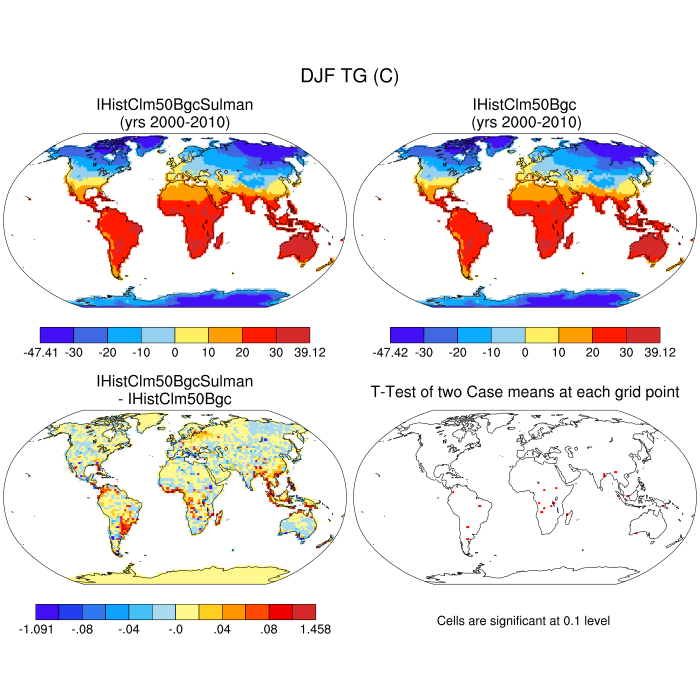 DJF TG (C)
IHistClm50BgcSulman
(yrs 2000-2010)
IHistClm50Bgc
(yrs 2000-2010)
-47.41 -30 -20 -10 0 10 20 30 39.12
-47.42 -30 -20 -10 0 10 20 30 39.12
IHistClm50BgcSulman
- IHistClm50Bgc
T-Test of two Case means at each grid point
-1.091 -.08 -.04 -.0 .04 .08 1.458
Cells are significant at 0.1 level